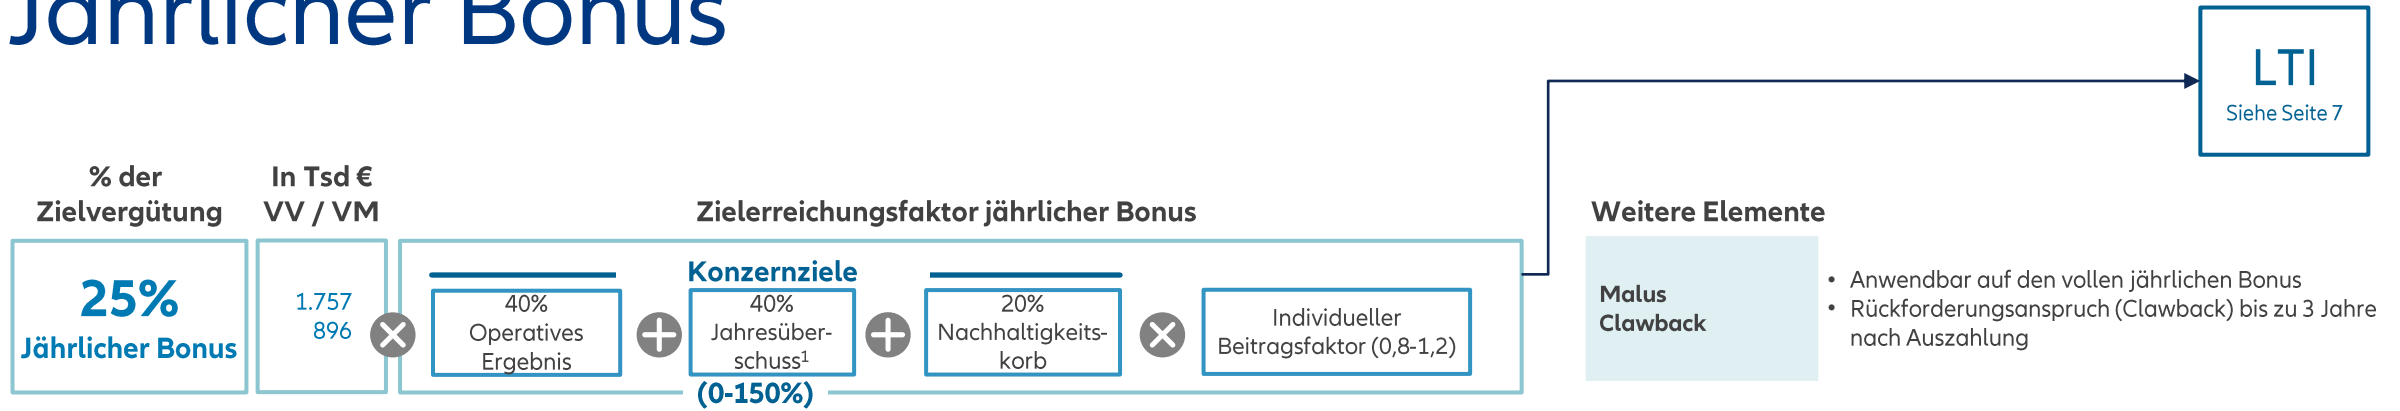 Jährlicher Bonus
LTI
Siehe Seite 7
% der
Zielvergütung
In Tsd €
VV / VM
Zielerreichungsfaktor jährlicher Bonus
Weitere Elemente
25%
Jährlicher Bonus
1.757
896
Konzernziele
40%
Operatives
Ergebnis
40%
Jahresüber-
schuss¹
20%
Nachhaltigkeits-
korb
Individueller
Beitragsfaktor (0,8-1,2)
(0-150%)
Malus
Clawback
• Anwendbar auf den vollen jährlichen Bonus
• Rückforderungsanspruch (Clawback) bis zu 3 Jahre
nach Auszahlung